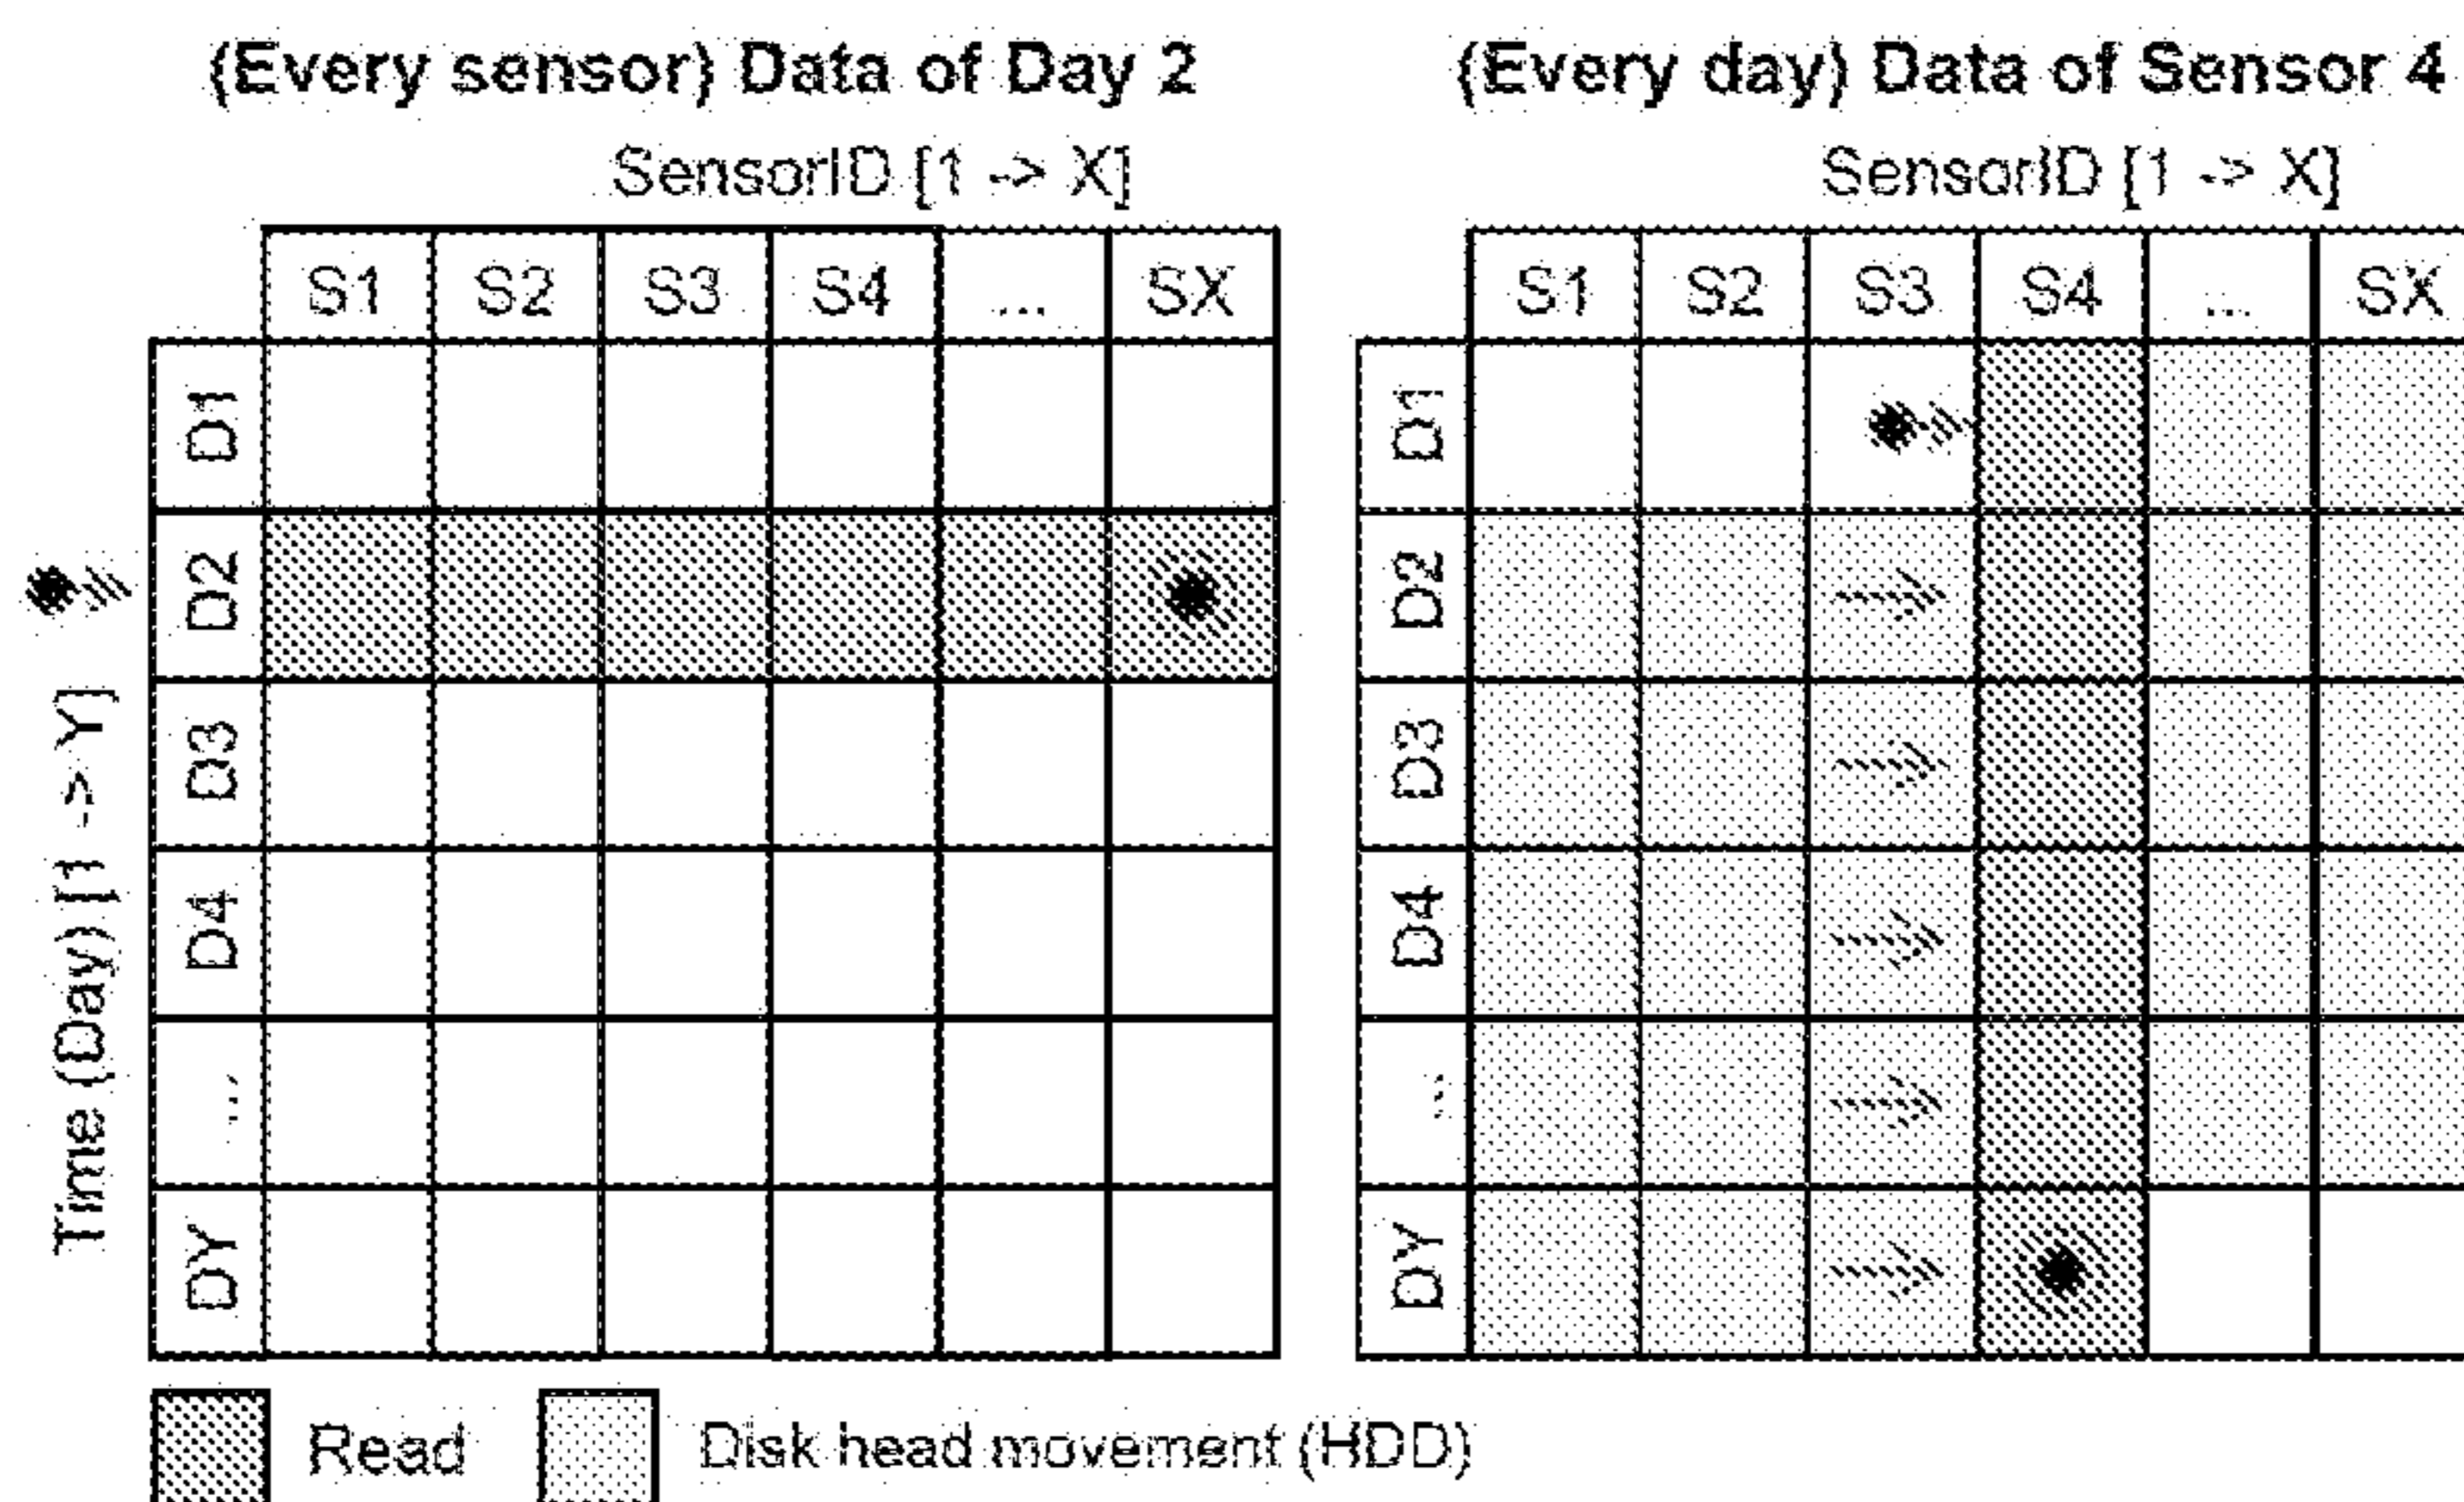 (Every sensor) Data of Day 2
SensorID [1 -> X]
S1 S2 S3 S4 ... SX
Time (Day) [1 -> Y]
D1
D2
D3
D4
...
DY
(Every day) Data of Sensor 4
SensorID [1 -> X]
S1 S2 S3 S4 ... SX
D1
D2
D3
D4
...
DY
Read
Disk head movement (HDD)